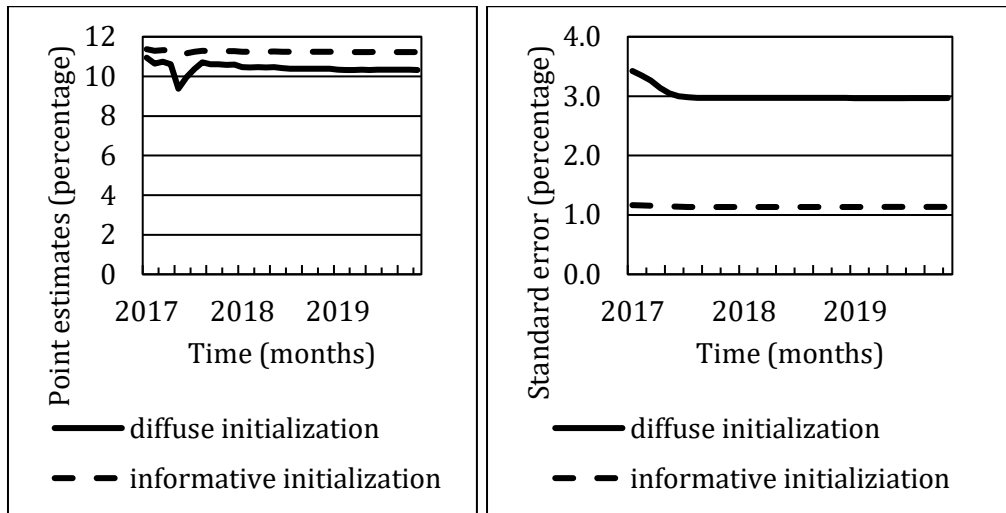 Point estimates (percentage)
12
10
8
6
4
2
0
2017 2018 2019
Time (months)
diffuse initialization
informative initialization
Standard error (percentage)
4.0
3.0
2.0
1.0
0.0
2017 2018 2019
Time (months)
diffuse initialization
informative initializiation